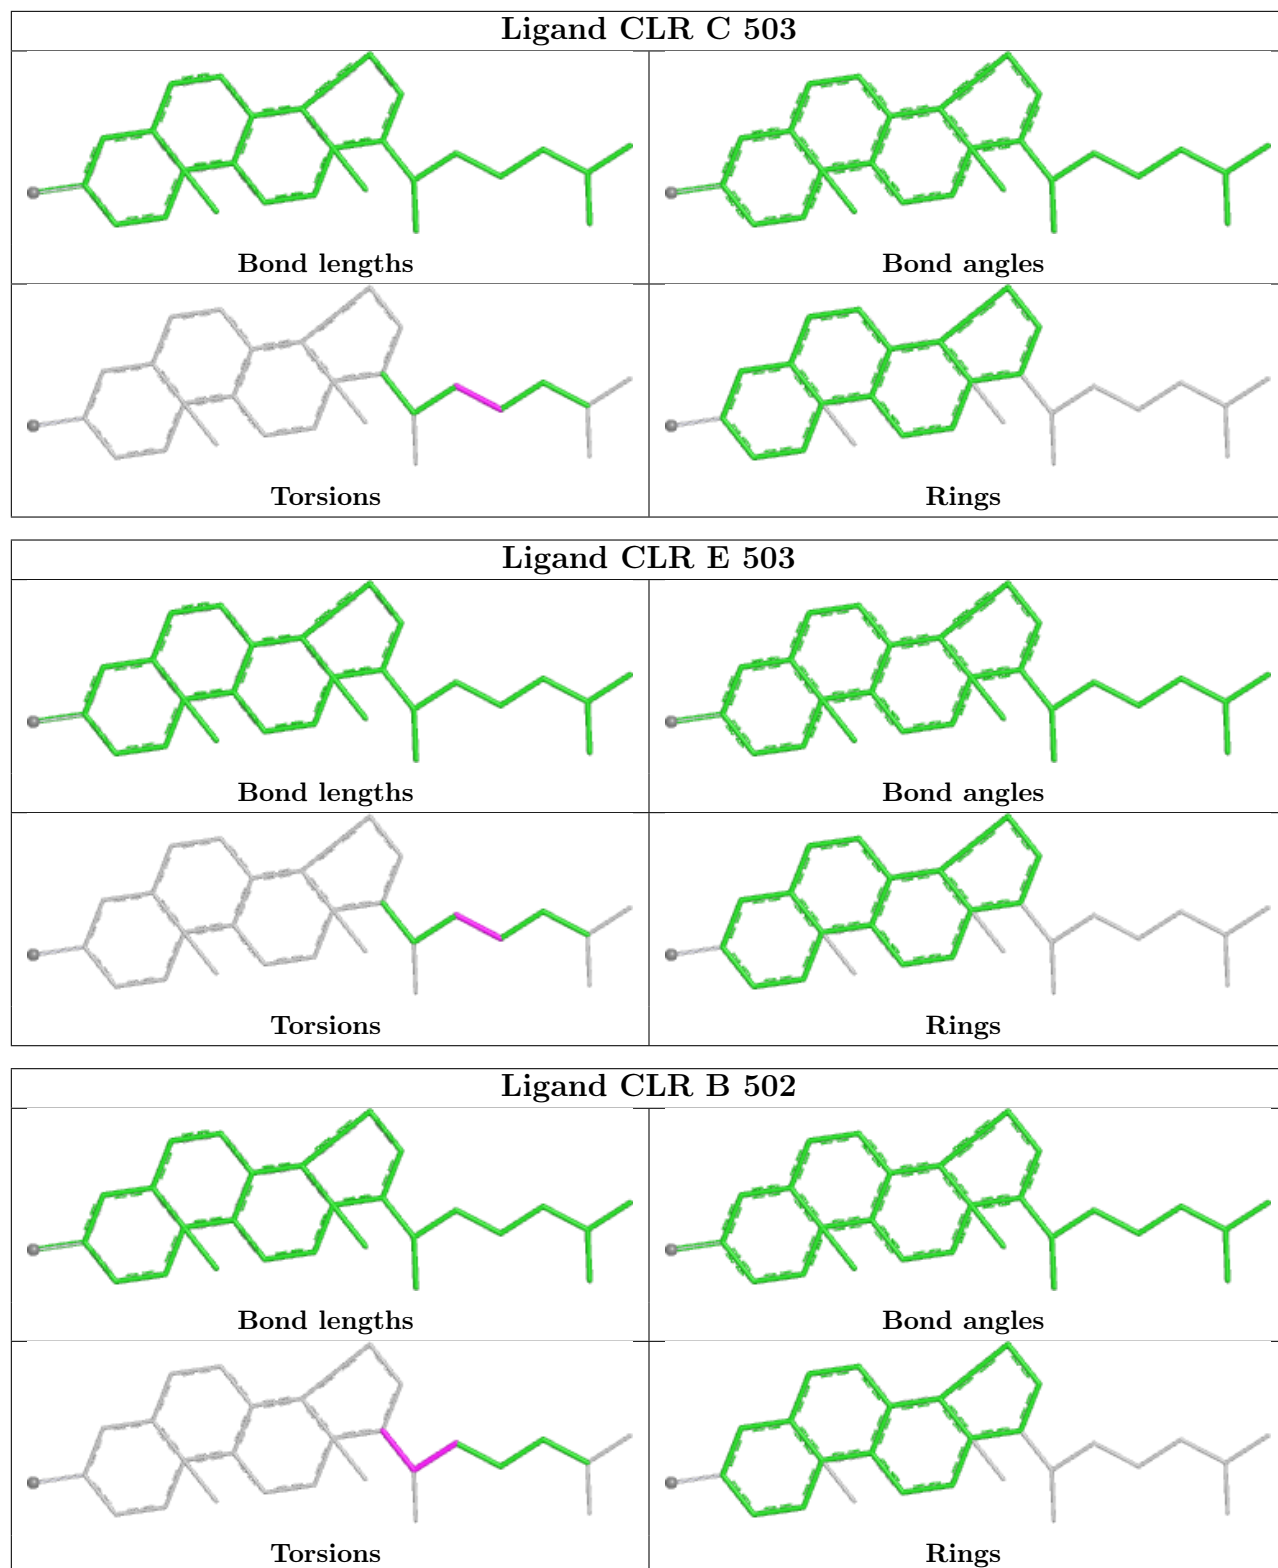 Ligand CLR C 503
Bond lengths
Bond angles
Torsions
Rings
Ligand CLR E 503
Bond lengths
Bond angles
Torsions
Rings
Ligand CLR B 502
Bond lengths
Bond angles
Torsions
Rings